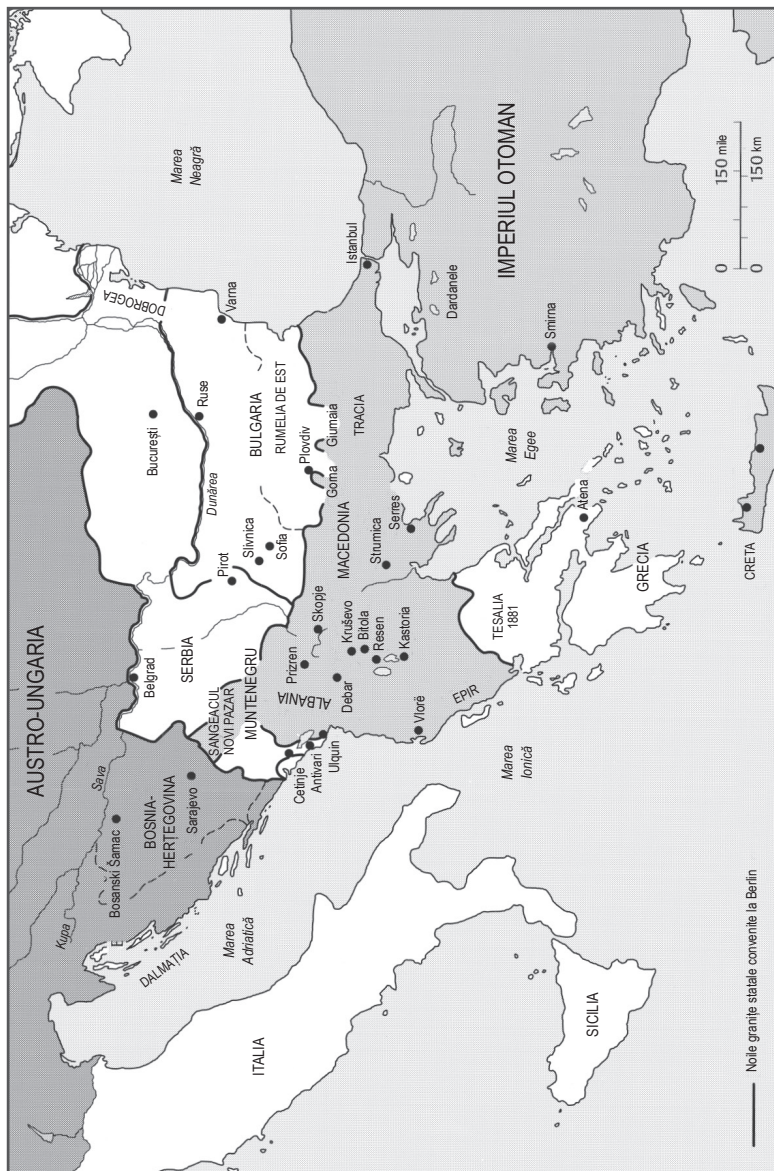 AUSTRO-UNGARIA
Kupa
Sava
Bosanski Šamac
BOSNIA-
HERȚEGOVINA
Sarajevo
DALMAȚIA
Marea
Adriatică
ITALIA
SICILIA
Belgrad
SERBIA
SANGEACUL
NOVI PAZAR
MUNTENEGRU
Cetinje
Antivari
Ulquin
Pirot
Slivnica
Sofia
București
Dunărea
Ruse
DOBROGEA
Varna
BULGARIA
RUMELIA DE EST
Plovdiv
Gorna
Giumaia
Marea
Neagră
Prizren
Skopje
ALBANIA
Debar
Kruševo
Bitola
Resen
Kastoria
MACEDONIA
Strumica
Serres
TRACIA
Istanbul
Dardanele
IMPERIUL OTOMAN
Smirna
Vlorë
EPIR
Marea
Ionică
TESALIA
1881
GRECIA
Atena
Marea
Egee
CRETA
0
150 mile
0
150 km
Noile granițe statale convenite la Berlin